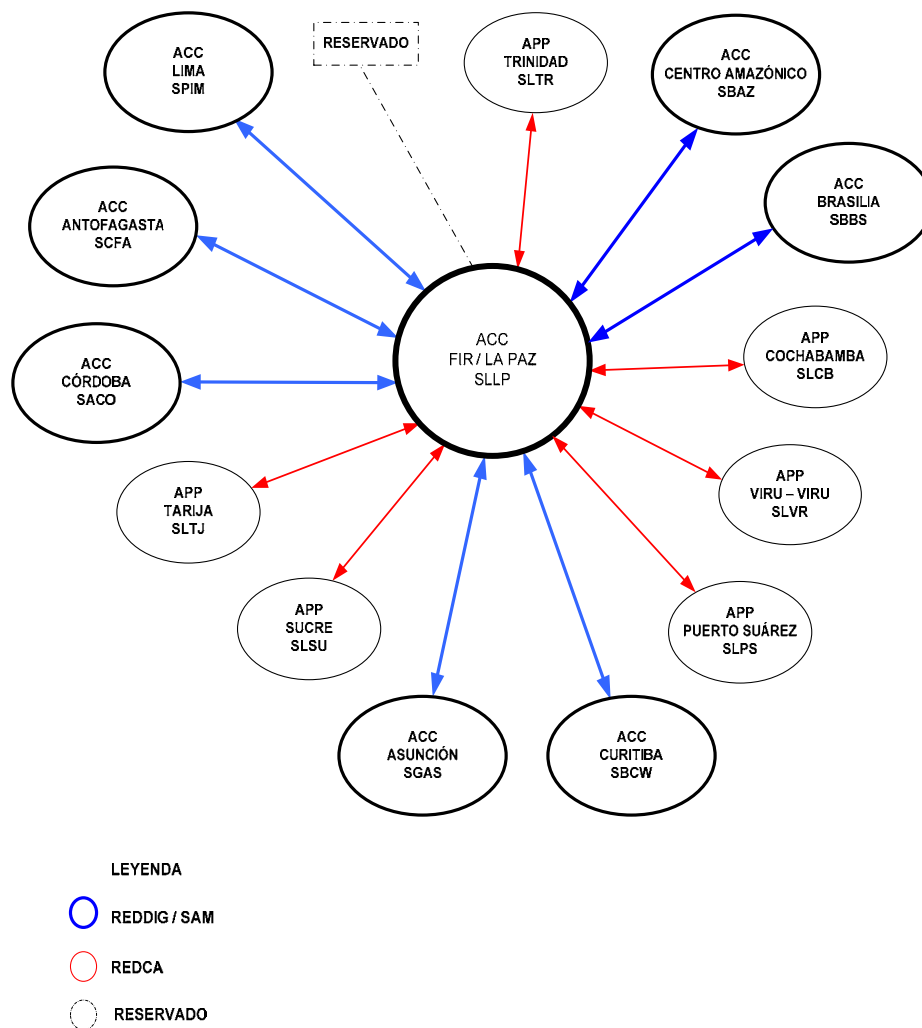 ACC
LIMA
SPIM
RESERVADO
APP
TRINIDAD
SLTR
ACC
CENTRO AMAZÓNICO
SBAZ
ACC
ANTOFAGASTA
SCFA
ACC
BRASILIA
SBBS
ACC
FIR / LA PAZ
SLLP
ACC
CÓRDOBA
SACO
APP
COCHABAMBA
SLCB
APP
TARIJA
SLTJ
APP
VIRU – VIRU
SLVR
APP
SUCRE
SLSU
APP
PUERTO SUÁREZ
SLPS
ACC
ASUNCIÓN
SGAS
ACC
CURITIBA
SBCW
LEYENDA
REDDIG / SAM
REDCA
RESERVADO